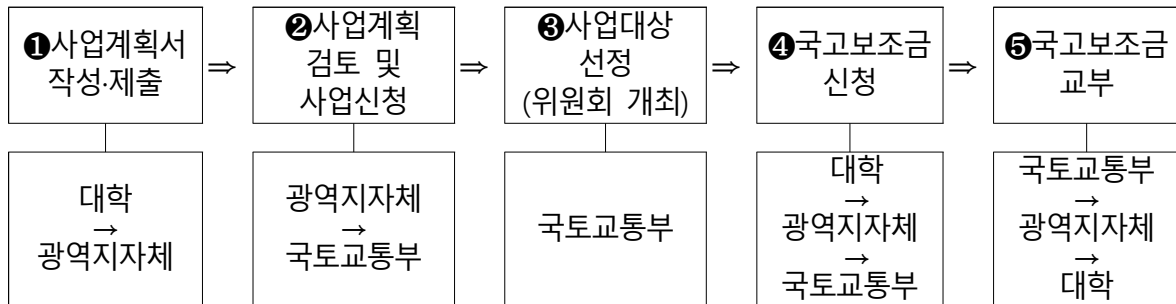 ❶사업계획서
작성·제출
⇒
❷사업계획
검토 및
사업신청
⇒
❸사업대상
선정
(위원회 개최)
⇒
❹국고보조금
신청
⇒
❺국고보조금
교부
대학
→
광역지자체
광역지자체
→
국토교통부
국토교통부
대학
→
광역지자체
→
국토교통부
국토교통부
→
광역지자체
→
대학